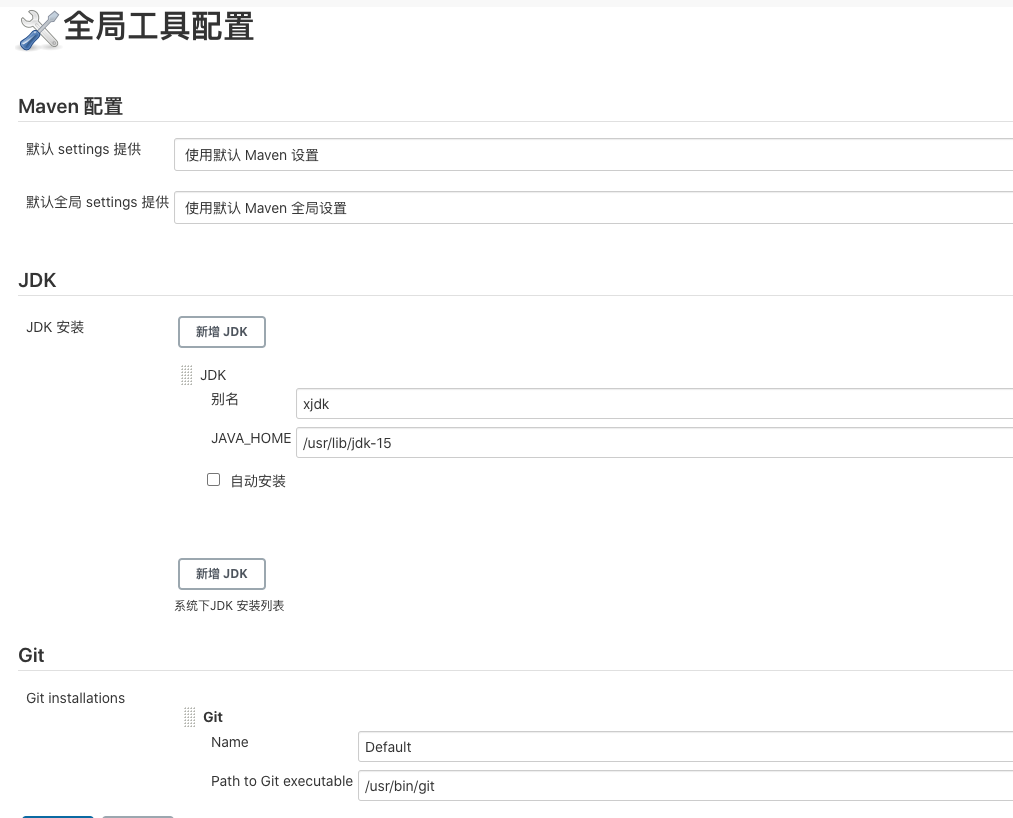 全局工具配置
Maven 配置
默认 settings 提供
使用默认 Maven 设置
默认全局 settings 提供
使用默认 Maven 全局设置
JDK
JDK 安装
新增 JDK
JDK
别名
xjdk
JAVA_HOME
/usr/lib/jdk-15
自动安装
新增 JDK
系统下JDK 安装列表
Git
Git installations
Git
Name
Default
Path to Git executable
/usr/bin/git